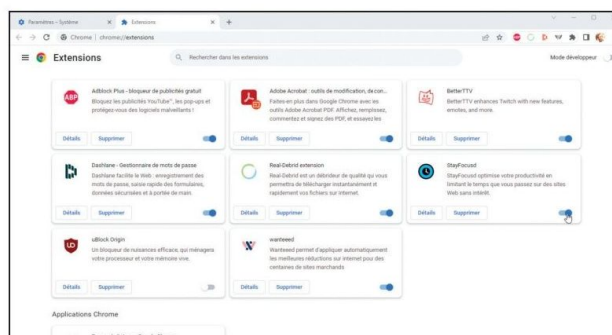 Paramètres – Système
Extensions
Chrome | chrome://extensions
Extensions
Rechercher dans les extensions
Mode développeur
ABP
Adblock Plus - bloqueur de publicités gratuit
Bloquez les publicités YouTube™, les pop-ups et
protégez-vous des logiciels malveillants !
Détails Supprimer
Adobe Acrobat : outils de modification, de con...
Faites-en plus dans Google Chrome avec les
outils Adobe Acrobat PDF. Affichez, remplissez,
commentez et signez des PDF, et essayez les
Détails Supprimer
BetterTTV
BetterTTV enhances Twitch with new features,
emotes, and more.
Détails Supprimer
Dashlane - Gestionnaire de mots de passe
Dashlane facilite le Web : enregistrement des
mots de passe, saisie rapide des formulaires,
données sécurisées et à portée de main.
Détails Supprimer
Real-Debrid extension
Real-Debrid est un débrideur de qualité qui vous
permettra de télécharger instantanément et
rapidement vos fichiers sur Internet.
Détails Supprimer
StayFocusd
StayFocusd optimise votre productivité en
limitant le temps que vous passez sur des sites
Web sans intérêt.
Détails Supprimer
uBlock Origin
Un bloqueur de nuisances efficace, qui ménagera
votre processeur et votre mémoire vive.
Détails Supprimer
wanteeed
Wanteeed permet d'appliquer automatiquement
les meilleures réductions sur Internet pour des
centaines de sites marchands
Détails Supprimer
Applications Chrome